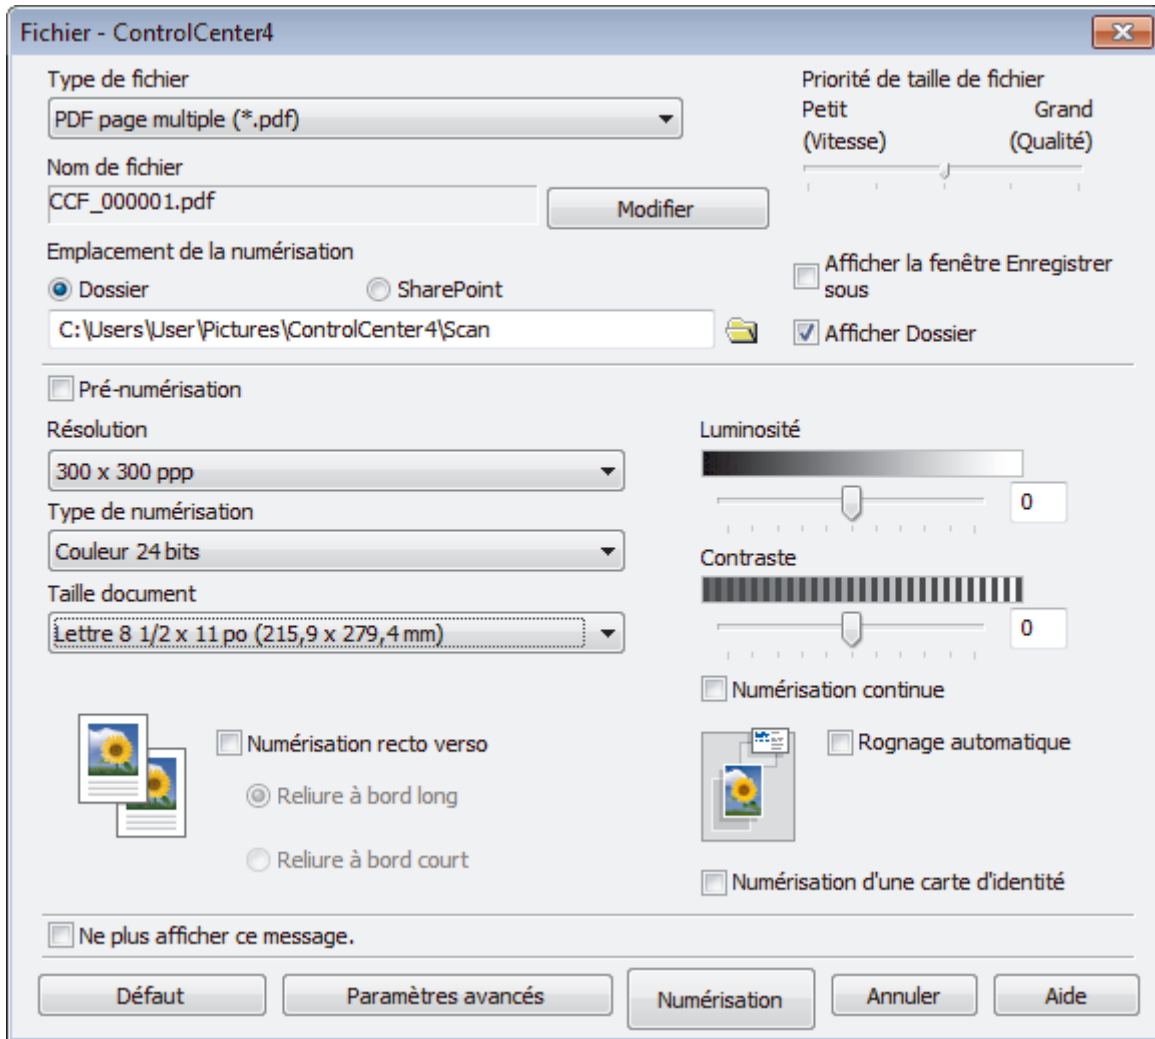 Fichier - ControlCenter4
Type de fichier
PDF page multiple (*.pdf)
Priorité de taille de fichier
Petit Grand
(Vitesse) (Qualité)
Nom de fichier
CCF_000001.pdf
Modifier
Emplacement de la numérisation
Dossier SharePoint
C:\Users\User\Pictures\ControlCenter4\Scan
Afficher la fenêtre Enregistrer
sous
Afficher Dossier
Pré-numérisation
Résolution
300 x 300 ppp
Type de numérisation
Couleur 24 bits
Taille document
Lettre 8 1/2 x 11 po (215,9 x 279,4 mm)
Luminosité
0
Contraste
0
Numérisation continue
Numérisation recto verso
Reliure à bord long
Reliure à bord court
Rognage automatique
Numérisation d'une carte d'identité
Ne plus afficher ce message.
Défaut Paramètres avancés Numérisation Annuler Aide